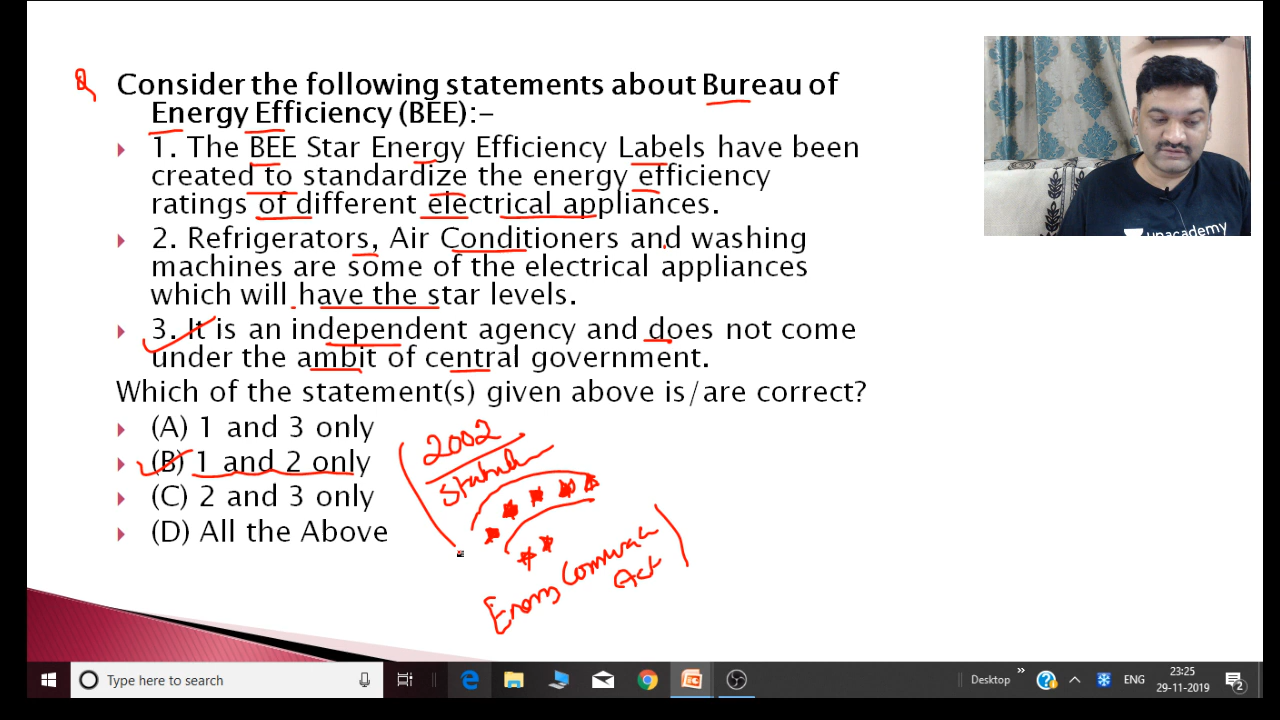 Q
Consider the following statements about Bureau of
Energy Efficiency (BEE):-
1. The BEE Star Energy Efficiency Labels have been
created to standardize the energy efficiency
ratings of different electrical appliances.
2. Refrigerators, Air Conditioners and washing
machines are some of the electrical appliances
which will have the star levels.
3. It is an independent agency and does not come
under the ambit of central government.
Which of the statement(s) given above is/are correct?
(A) 1 and 3 only
(B) 1 and 2 only
(C) 2 and 3 only
(D) All the Above
2002
Energy
Act
unacademy
Type here to search
Desktop
ENG
23:25
29-11-2019
2